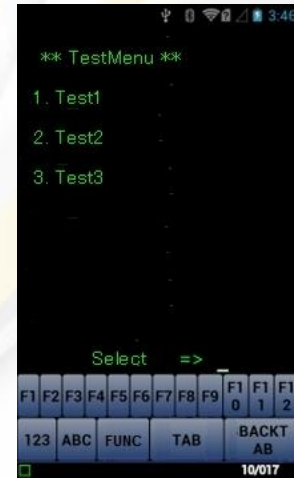 3:46
** TestMenu **
1. Test1
2. Test2
3. Test3
Select =>
F1 F2 F3 F4 F5 F6 F7 F8 F9 F10 F11 F12
123 ABC FUNC TAB BACKTAB
10/017